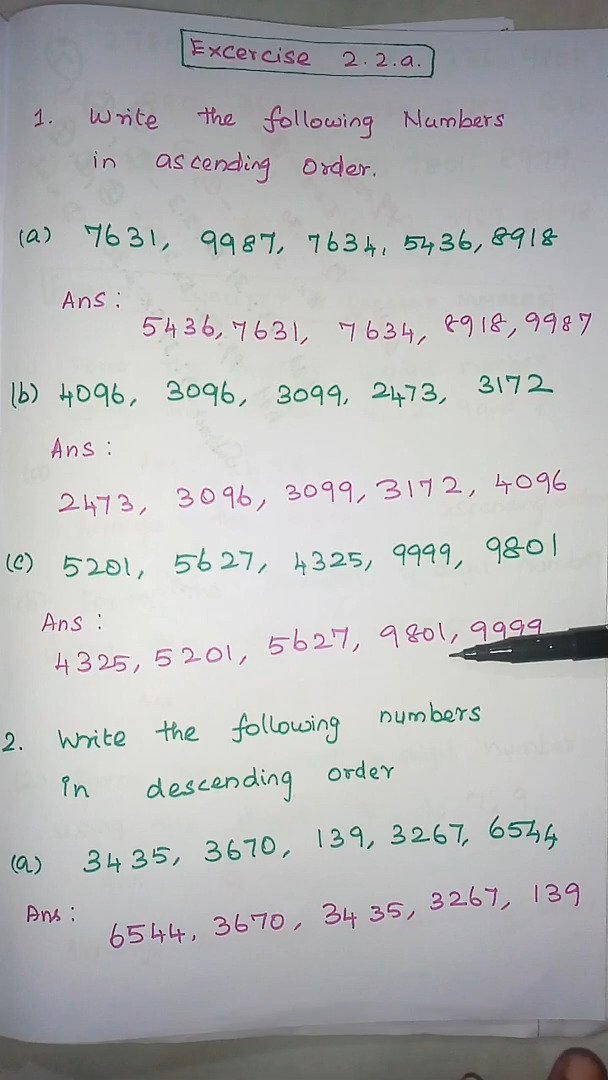 Excercise 2.2.a.
1. Write the following Numbers
in ascending order.
(a) 7631, 9987, 7634, 5436, 8918
Ans :
5436, 7631, 7634, 8918, 9987
(b) 4096, 3096, 3099, 2473, 3172
Ans :
2473, 3096, 3099, 3172, 4096
(c) 5201, 5627, 4325, 9999, 9801
Ans :
4325, 5201, 5627, 9801, 9999
2. Write the following numbers
in descending order
(a) 3435, 3670, 139, 3267, 6544
Ans :
6544, 3670, 3435, 3267, 139